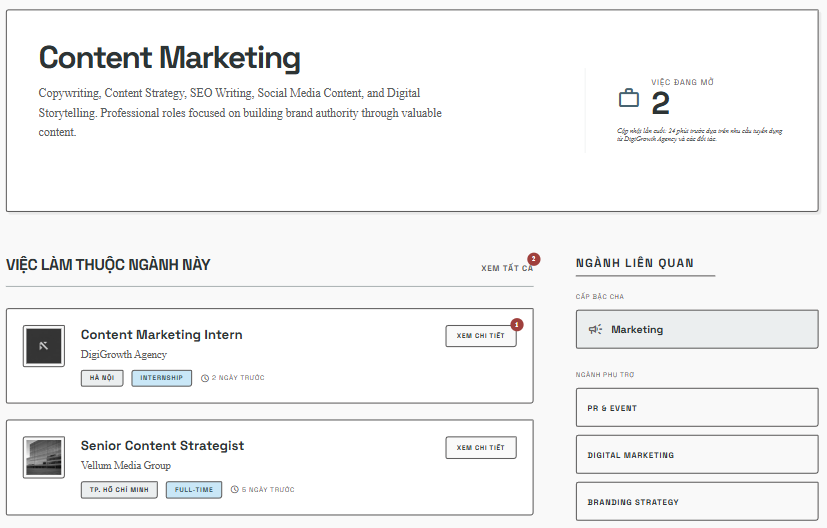 Content Marketing
Copywriting, Content Strategy, SEO Writing, Social Media Content, and Digital
Storytelling. Professional roles focused on building brand authority through valuable
content.
VIỆC ĐANG MỞ
2
Cập nhật lần cuối: 24 phút trước dựa trên nhu cầu tuyển dụng
từ DigiGrowth Agency và các đối tác.
VIỆC LÀM THUỘC NGÀNH NÀY
XEM TẤT CẢ
2
Content Marketing Intern
DigiGrowth Agency
HÀ NỘI
INTERNSHIP
2 NGÀY TRƯỚC
XEM CHI TIẾT
1
Senior Content Strategist
Vellum Media Group
TP. HỒ CHÍ MINH
FULL-TIME
5 NGÀY TRƯỚC
XEM CHI TIẾT
NGÀNH LIÊN QUAN
CẤP BẬC CHA
Marketing
NGÀNH PHỤ TRỢ
PR & EVENT
DIGITAL MARKETING
BRANDING STRATEGY